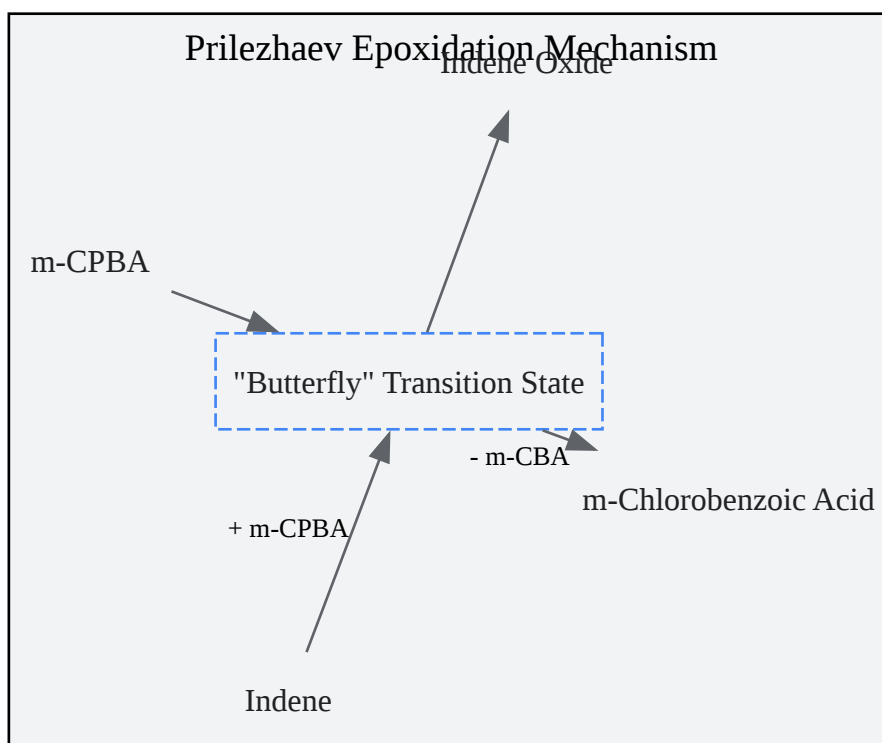 Prilezhaev Epoxidation Mechanism
Indene Oxide
m-CPBA
"Butterfly" Transition State
- m-CBA
m-Chlorobenzoic Acid
+ m-CPBA
Indene